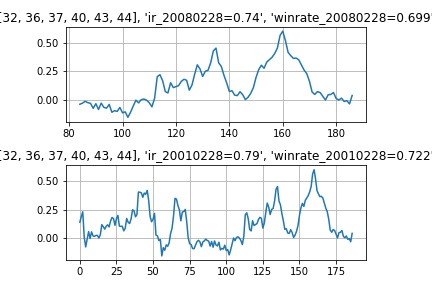 [32, 36, 37, 40, 43, 44], 'ir_20080228=0.74', 'winrate_20080228=0.699'
0.50
0.25
0.00
80 100 120 140 160 180
[32, 36, 37, 40, 43, 44], 'ir_20010228=0.79', 'winrate_20010228=0.722'
0.50
0.25
0.00
0 25 50 75 100 125 150 175